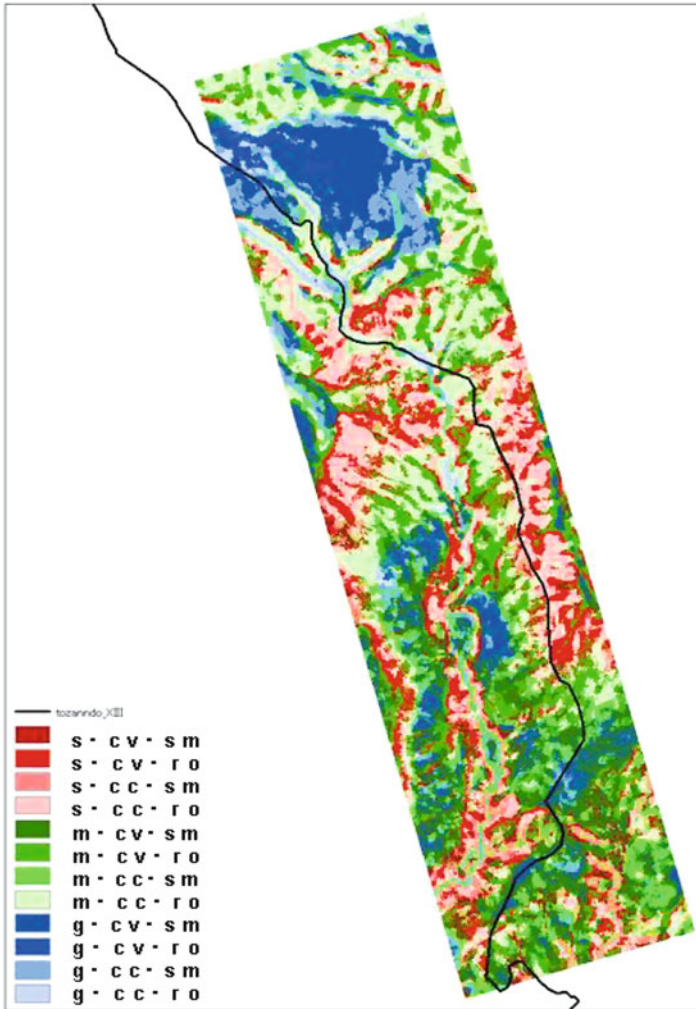 tozanndo_XIII
s - cv - sm
s - cv - ro
s - cc - sm
s - cc - ro
m - cv - sm
m - cv - ro
m - cc - sm
m - cc - ro
g - cv - sm
g - cv - ro
g - cc - sm
g - cc - ro